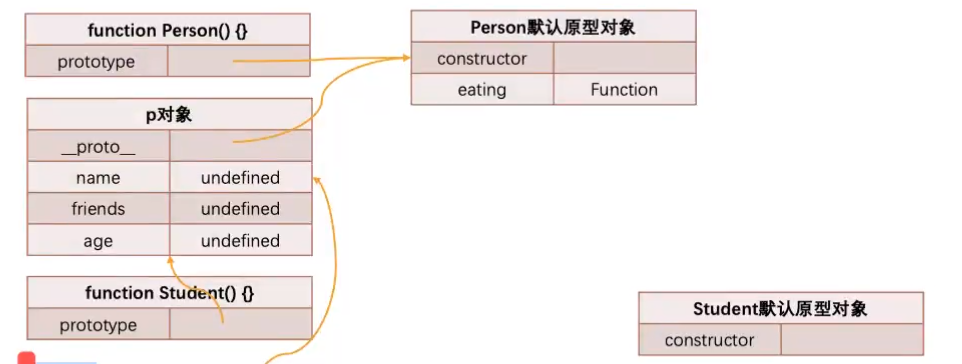 function Person() {}
prototype
Person默认原型对象
constructor
eating Function
p对象
__proto__
name undefined
friends undefined
age undefined
function Student() {}
prototype
Student默认原型对象
constructor